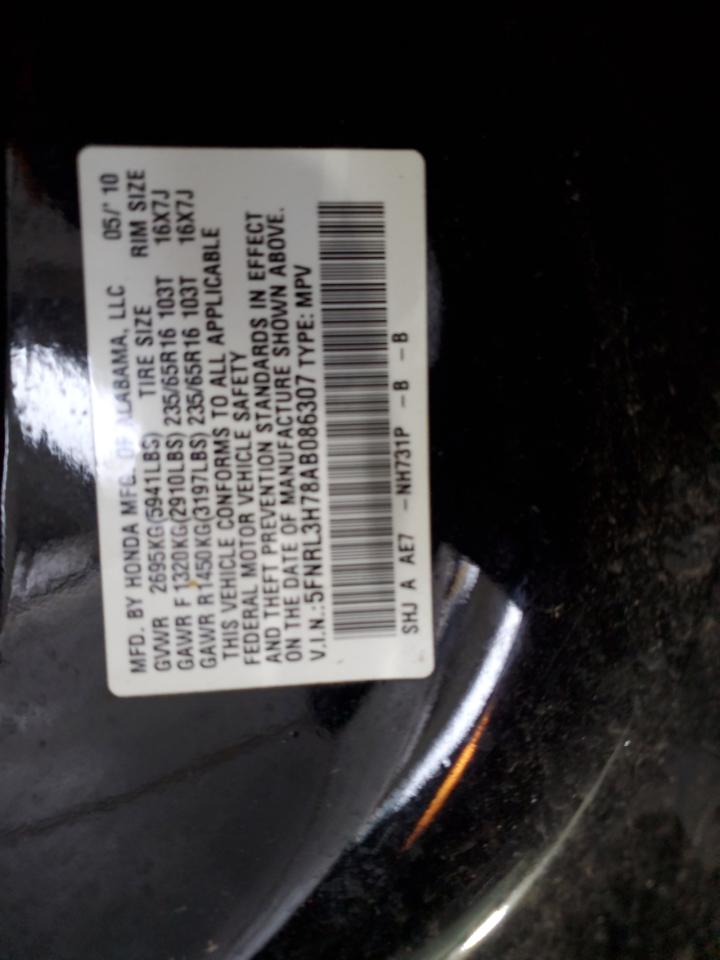 MFD. BY HONDA MFG. OF ALABAMA, LLC 05/'10
GVWR 2695KG(5941LBS) TIRE SIZE RIM SIZE
GAWR F 1320KG(2910LBS) 235/65R16 103T 16X7J
GAWR R 1450KG(3197LBS) 235/65R16 103T 16X7J
THIS VEHICLE CONFORMS TO ALL APPLICABLE
FEDERAL MOTOR VEHICLE SAFETY
AND THEFT PREVENTION STANDARDS IN EFFECT
ON THE DATE OF MANUFACTURE SHOWN ABOVE.
V.I.N.:5FNRL3H78AB086307 TYPE: MPV
SHJ A AE7 -NH731P -B -B